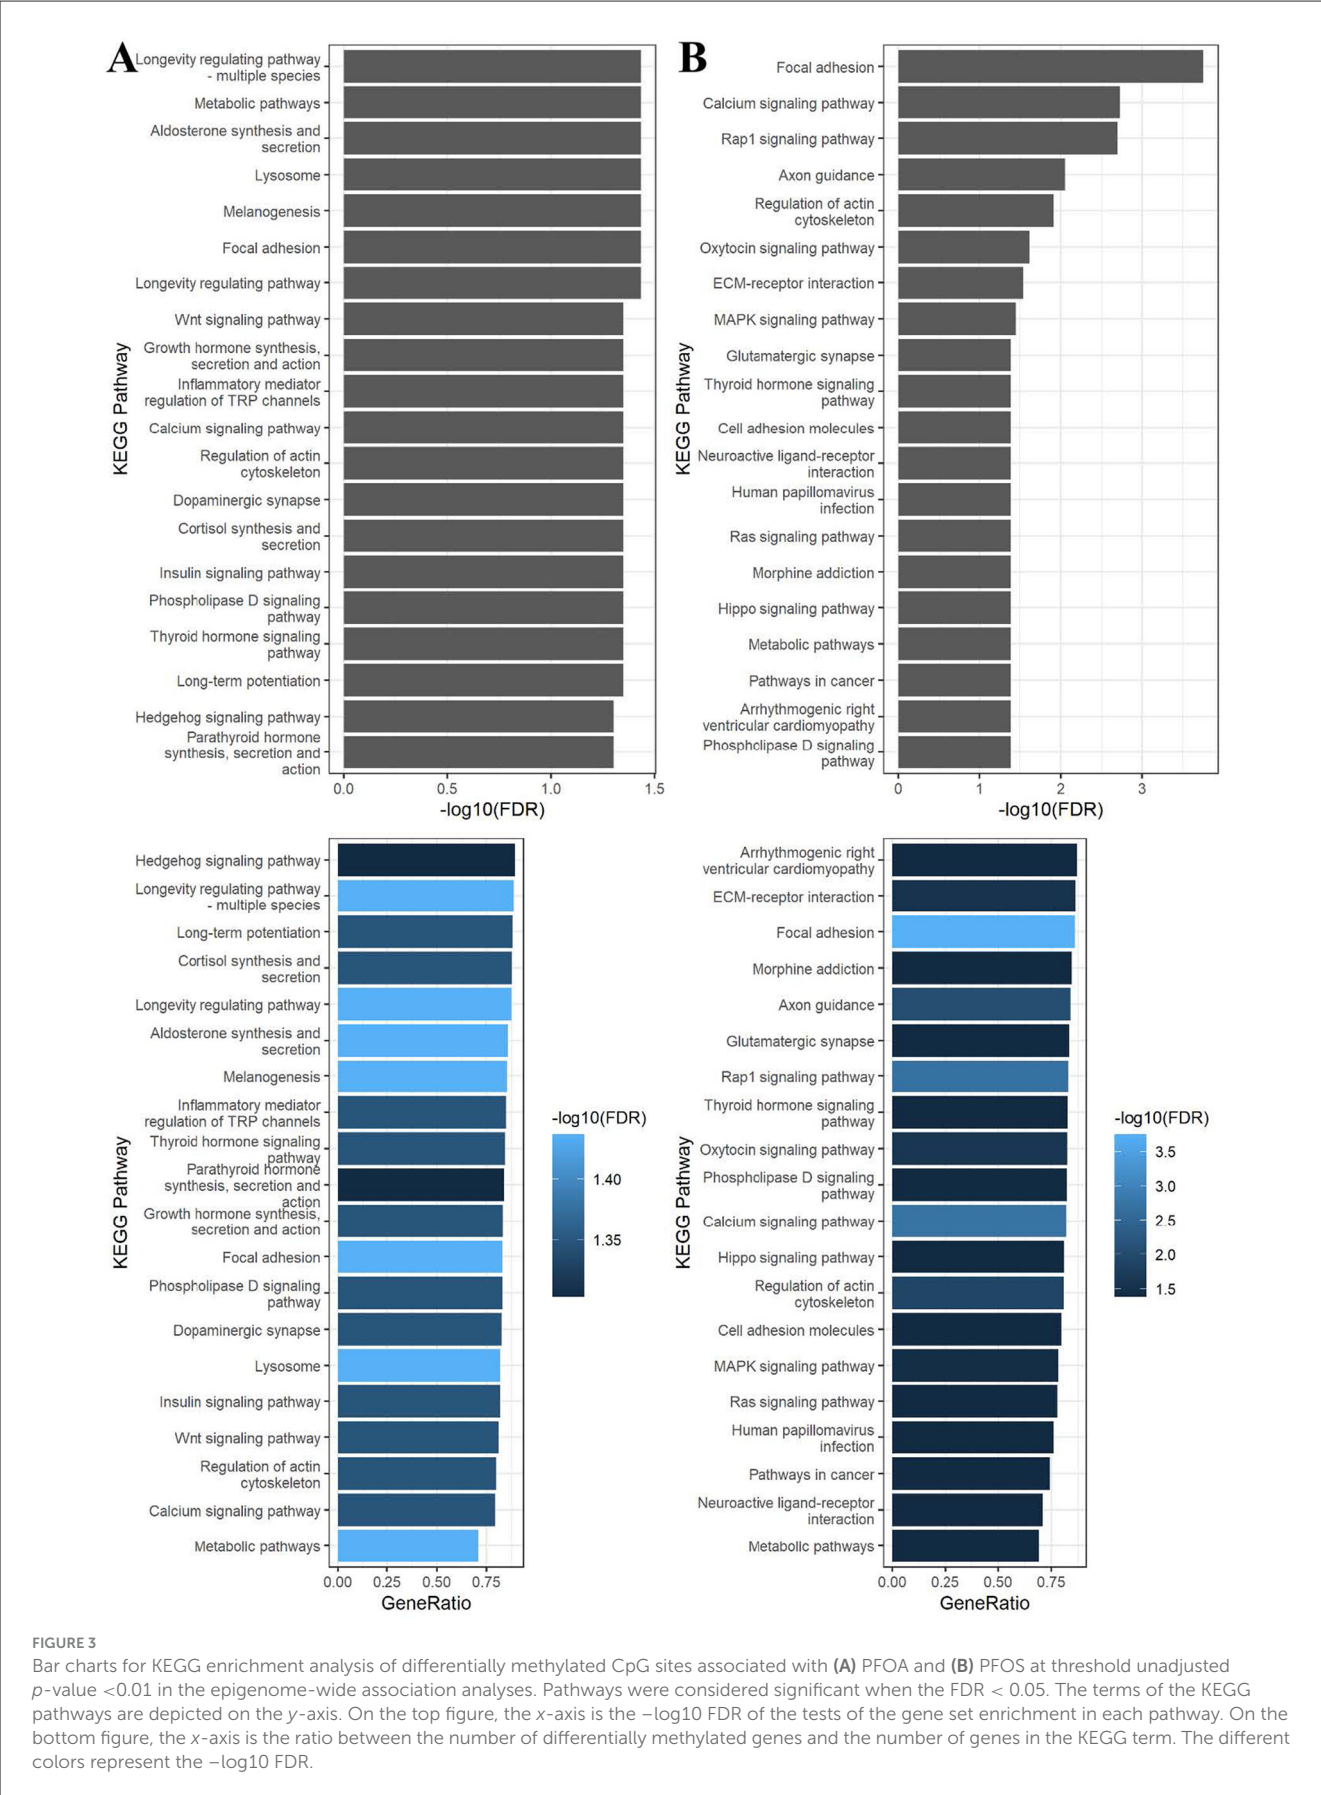 A
Longevity regulating pathway
- multiple species
Metabolic pathways
Aldosterone synthesis and
secretion
Lysosome
Melanogenesis
Focal adhesion
Longevity regulating pathway
Wnt signaling pathway
Growth hormone synthesis,
secretion and action
Inflammatory mediator
regulation of TRP channels
Calcium signaling pathway
Regulation of actin
cytoskeleton
Dopaminergic synapse
Cortisol synthesis and
secretion
Insulin signaling pathway
Phospholipase D signaling
pathway
Thyroid hormone signaling
pathway
Long-term potentiation
Hedgehog signaling pathway
Parathyroid hormone
synthesis, secretion and
action
KEGG Pathway
0.0 0.5 1.0 1.5
-log10(FDR)
B
Focal adhesion
Calcium signaling pathway
Rap1 signaling pathway
Axon guidance
Regulation of actin
cytoskeleton
Oxytocin signaling pathway
ECM-receptor interaction
MAPK signaling pathway
Glutamatergic synapse
Thyroid hormone signaling
pathway
Cell adhesion molecules
Neuroactive ligand-receptor
interaction
Human papillomavirus
infection
Ras signaling pathway
Morphine addiction
Hippo signaling pathway
Metabolic pathways
Pathways in cancer
Arrhythmogenic right
ventricular cardiomyopathy
Phospholipase D signaling
pathway
KEGG Pathway
0 1 2 3
-log10(FDR)
Hedgehog signaling pathway
Longevity regulating pathway
- multiple species
Long-term potentiation
Cortisol synthesis and
secretion
Longevity regulating pathway
Aldosterone synthesis and
secretion
Melanogenesis
Inflammatory mediator
regulation of TRP channels
Thyroid hormone signaling
pathway
Parathyroid hormone
synthesis, secretion and
action
Growth hormone synthesis,
secretion and action
Focal adhesion
Phospholipase D signaling
pathway
Dopaminergic synapse
Lysosome
Insulin signaling pathway
Wnt signaling pathway
Regulation of actin
cytoskeleton
Calcium signaling pathway
Metabolic pathways
KEGG Pathway
0.00 0.25 0.50 0.75
GeneRatio
-log10(FDR)
1.40
1.35
Arrhythmogenic right
ventricular cardiomyopathy
ECM-receptor interaction
Focal adhesion
Morphine addiction
Axon guidance
Glutamatergic synapse
Rap1 signaling pathway
Thyroid hormone signaling
pathway
Oxytocin signaling pathway
Phospholipase D signaling
pathway
Calcium signaling pathway
Hippo signaling pathway
Regulation of actin
cytoskeleton
Cell adhesion molecules
MAPK signaling pathway
Ras signaling pathway
Human papillomavirus
infection
Pathways in cancer
Neuroactive ligand-receptor
interaction
Metabolic pathways
KEGG Pathway
0.00 0.25 0.50 0.75
GeneRatio
-log10(FDR)
3.5
3.0
2.5
2.0
1.5
FIGURE 3
Bar charts for KEGG enrichment analysis of differentially methylated CpG sites associated with (A) PFOA and (B) PFOS at threshold unadjusted
p-value <0.01 in the epigenome-wide association analyses. Pathways were considered significant when the FDR < 0.05. The terms of the KEGG
pathways are depicted on the y-axis. On the top figure, the x-axis is the −log10 FDR of the tests of the gene set enrichment in each pathway. On the
bottom figure, the x-axis is the ratio between the number of differentially methylated genes and the number of genes in the KEGG term. The different
colors represent the −log10 FDR.